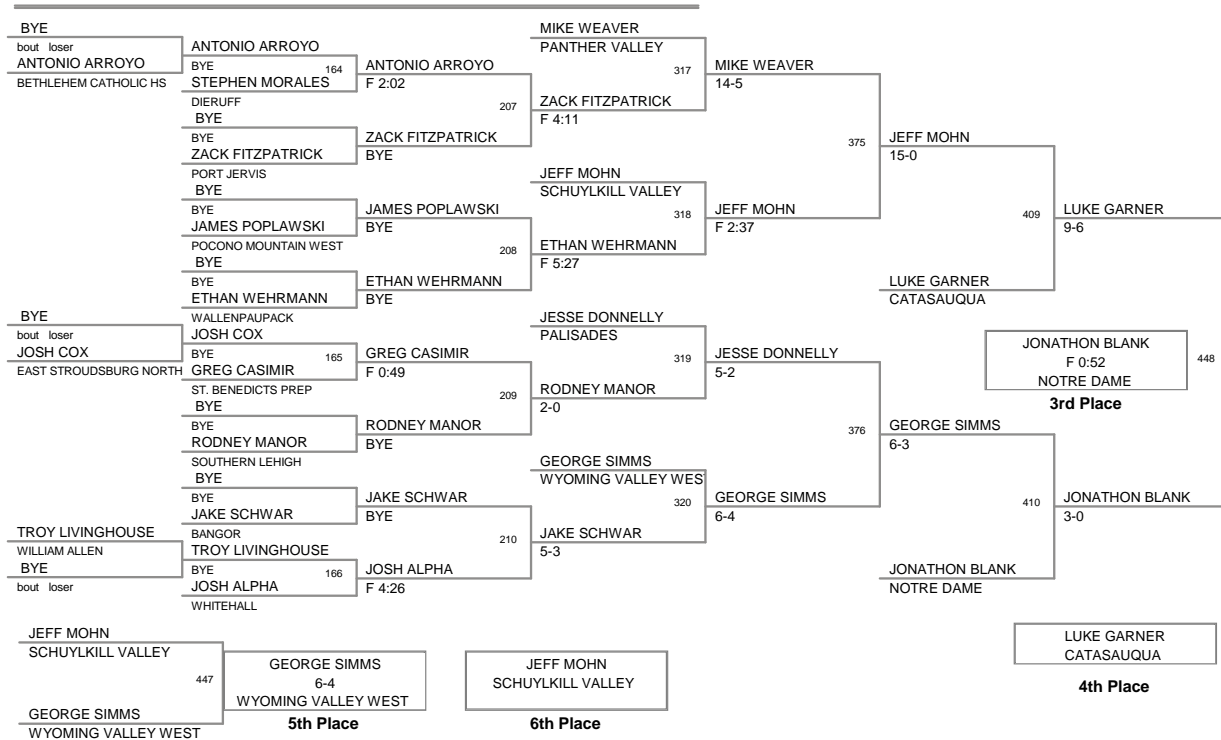 BYE
bout loser
ANTONIO ARROYO
BETHLEHEM CATHOLIC HS
BYE
bout loser
JOSH COX
EAST STROUDSBURG NORTH
TROY LIVINGHOUSE
WILLIAM ALLEN
BYE
bout loser
ANTONIO ARROYO
BYE
164
STEPHEN MORALES
DIERUFF
BYE
BYE
ZACK FITZPATRICK
PORT JERVIS
BYE
BYE
JAMES POPLAWSKI
POCONO MOUNTAIN WEST
BYE
BYE
ETHAN WEHRMANN
WALLENPAUPACK
JOSH COX
BYE
165
GREG CASIMIR
ST. BENEDICTS PREP
BYE
BYE
RODNEY MANOR
SOUTHERN LEHIGH
BYE
BYE
JAKE SCHWAR
BANGOR
TROY LIVINGHOUSE
BYE
166
JOSH ALPHA
WHITEHALL
ANTONIO ARROYO
F 2:02
207
ZACK FITZPATRICK
BYE
JAMES POPLAWSKI
BYE
208
ETHAN WEHRMANN
BYE
GREG CASIMIR
F 0:49
209
RODNEY MANOR
BYE
JAKE SCHWAR
BYE
210
JOSH ALPHA
F 4:26
MIKE WEAVER
PANTHER VALLEY
317
ZACK FITZPATRICK
F 4:11
JEFF MOHN
SCHUYLKILL VALLEY
318
ETHAN WEHRMANN
F 5:27
JESSE DONNELLY
PALISADES
319
RODNEY MANOR
2-0
GEORGE SIMMS
WYOMING VALLEY WES
320
JAKE SCHWAR
5-3
MIKE WEAVER
14-5
375
JEFF MOHN
F 2:37
JESSE DONNELLY
5-2
376
GEORGE SIMMS
6-4
JEFF MOHN
15-0
409
LUKE GARNER
CATASAUQUA
GEORGE SIMMS
6-3
410
JONATHON BLANK
NOTRE DAME
LUKE GARNER
9-6
JONATHON BLANK
F 0:52
NOTRE DAME
448
3rd Place
JONATHON BLANK
3-0
LUKE GARNER
CATASAUQUA
4th Place
JEFF MOHN
SCHUYLKILL VALLEY
447
GEORGE SIMMS
WYOMING VALLEY WEST
GEORGE SIMMS
6-4
WYOMING VALLEY WEST
5th Place
JEFF MOHN
SCHUYLKILL VALLEY
6th Place